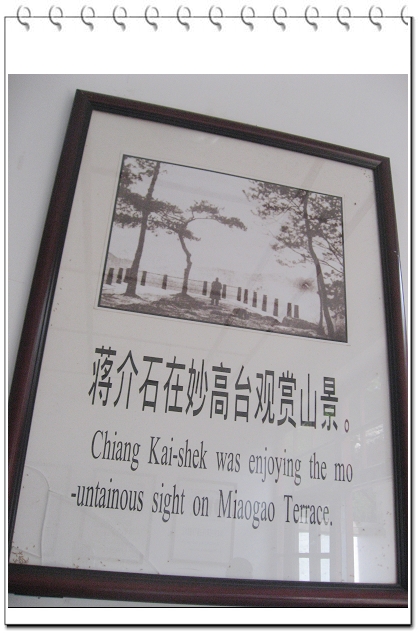 蒋介石在妙高台观赏山景。
Chiang Kai-shek was enjoying the mo
-untainous sight on Miaogao Terrace.